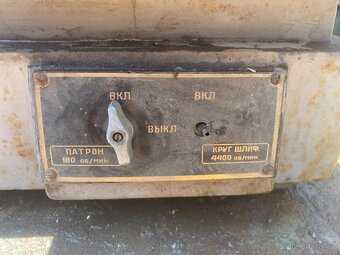 ВКЛ ВКЛ
ВЫКЛ
ПАТРОН
180 ОБ/МИН.
КРУГ ШЛИФ.
4400 ОБ/МИН.